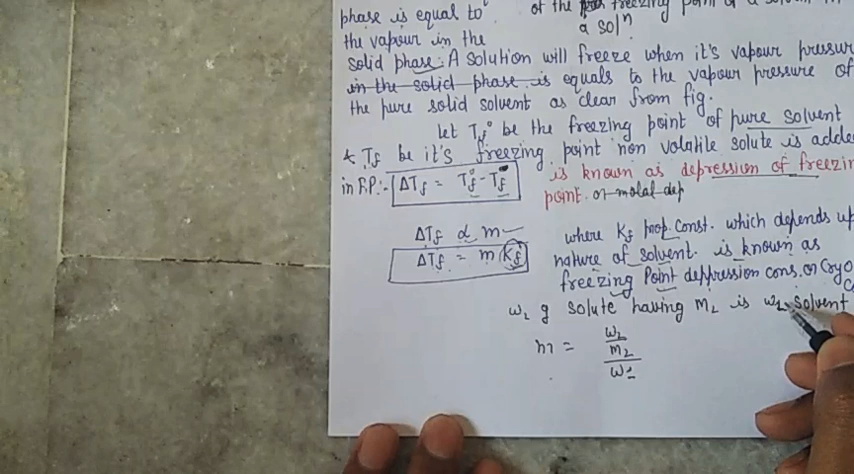 phase is equal to of the freezing point of a solvent in
the vapour in the a solⁿ
solid phase. A solution will freeze when it's vapour pressur
in the solid phase is equals to the vapour pressure of
the pure solid solvent as clear from fig.
let Tf° be the freezing point of pure solvent
& Tf be it's freezing point non volatile solute is adde
in F.P:- ΔTf = Tf° - Tf is known as depression of freezin
point or molal dep
ΔTf α m
where Kf prop. const. which depends up
ΔTf = m Kf
nature of solvent. is known as
freezing Point deppression cons. or Cryo
C
w₂ g solute having M₂ is solvent
m = w₂
M₂